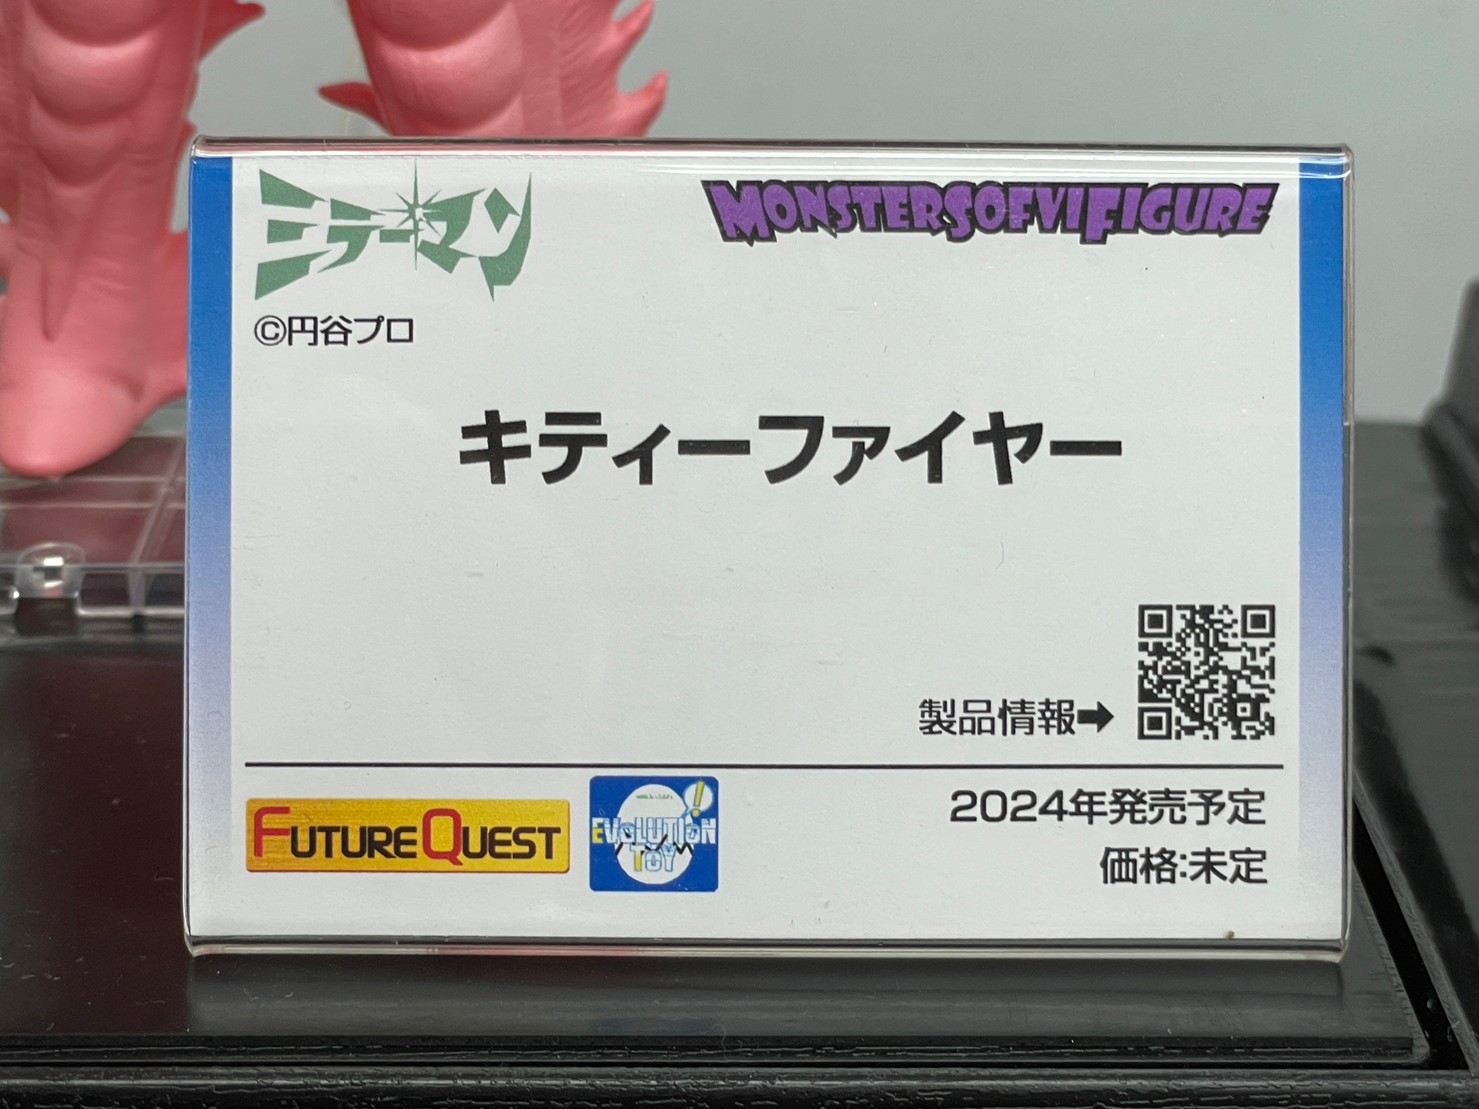 ミラーマン
MONSTERSOFVIFIGURE
©円谷プロ
キティーファイヤー
製品情報➡
FUTURE QUEST
EVOLUTION
TOY
2024年発売予定
価格:未定